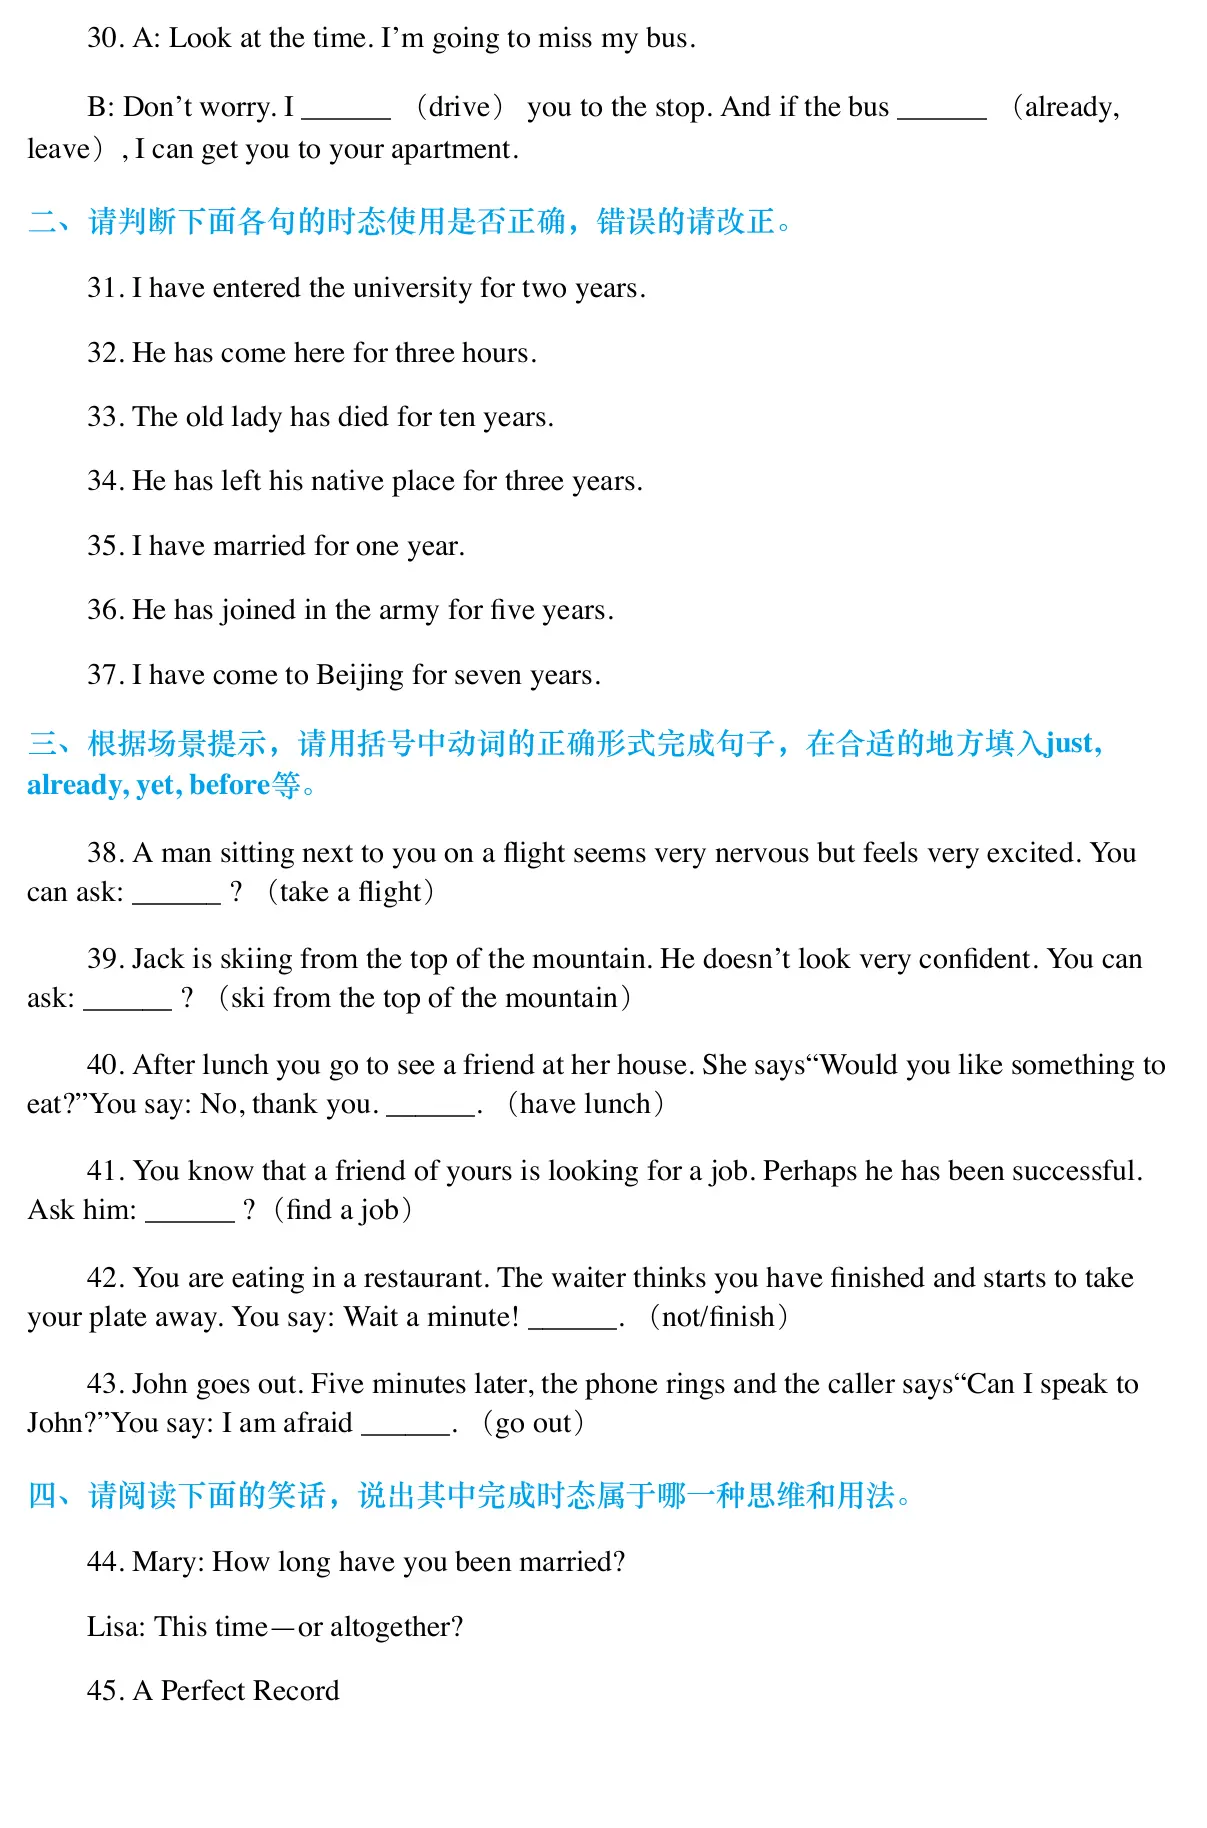 30. A: Look at the time. I’m going to miss my bus.
B: Don’t worry. I ______ （drive） you to the stop. And if the bus ______ （already,
leave）, I can get you to your apartment.
二、请判断下面各句的时态使用是否正确，错误的请改正。
31. I have entered the university for two years.
32. He has come here for three hours.
33. The old lady has died for ten years.
34. He has left his native place for three years.
35. I have married for one year.
36. He has joined in the army for five years.
37. I have come to Beijing for seven years.
三、根据场景提示，请用括号中动词的正确形式完成句子，在合适的地方填入just,
already, yet, before等。
38. A man sitting next to you on a flight seems very nervous but feels very excited. You
can ask: ______ ? （take a flight）
39. Jack is skiing from the top of the mountain. He doesn’t look very confident. You can
ask: ______ ? （ski from the top of the mountain）
40. After lunch you go to see a friend at her house. She says“Would you like something to
eat?”You say: No, thank you. ______. （have lunch）
41. You know that a friend of yours is looking for a job. Perhaps he has been successful.
Ask him: ______ ?（find a job）
42. You are eating in a restaurant. The waiter thinks you have finished and starts to take
your plate away. You say: Wait a minute! ______. （not/finish）
43. John goes out. Five minutes later, the phone rings and the caller says“Can I speak to
John?”You say: I am afraid ______. （go out）
四、请阅读下面的笑话，说出其中完成时态属于哪一种思维和用法。
44. Mary: How long have you been married?
Lisa: This time—or altogether?
45. A Perfect Record